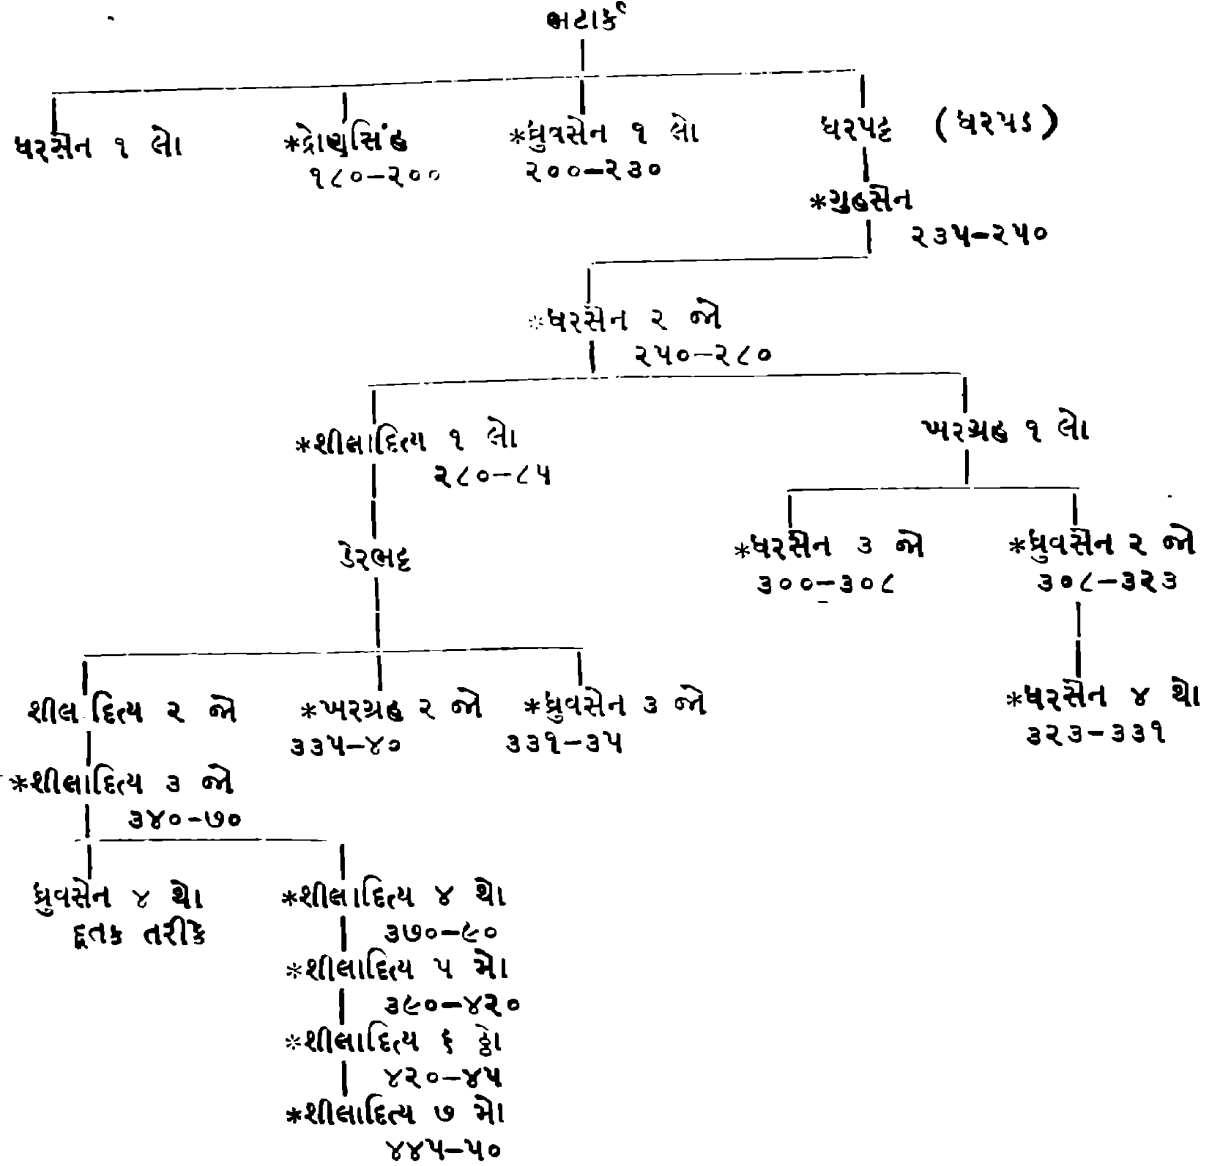 ભટાર્ક
ધરસેન ૧ લો *દ્રોણસિંહ *ધ્રુવસેન ૧ લો ધરપટ્ટ (ધરપડ)
૧૮૦–૨૦૦ ૨૦૦–૨૩૦
*ગુહસેન
૨૩૫–૨૫૦
*ધરસેન ૨ જો
૨૫૦–૨૮૦
*શીલાદિત્ય ૧ લો ખરગ્રહ ૧ લો
૨૮૦–૮૫
ડેરભટ્ટ *ધરસેન ૩ જો *ધ્રુવસેન ૨ જો
૩૦૦–૩૦૮ ૩૦૮–૩૨૩
શીલાદિત્ય ૨ જો *ખરગ્રહ ૨ જો *ધ્રુવસેન ૩ જો *ધરસેન ૪ થો
૩૩૫–૪૦ ૩૩૧–૩૫ ૩૨૩–૩૩૧
*શીલાદિત્ય ૩ જો
૩૪૦–૭૦
ધ્રુવસેન ૪ થો *શીલાદિત્ય ૪ થો
દૂતક તરીકે ૩૭૦–૯૦
*શીલાદિત્ય ૫ મો
૩૯૦–૪૨૦
*શીલાદિત્ય ૬ ઠ્ઠો
૪૨૦–૪૫
*શીલાદિત્ય ૭ મો
૪૪૫–૫૦